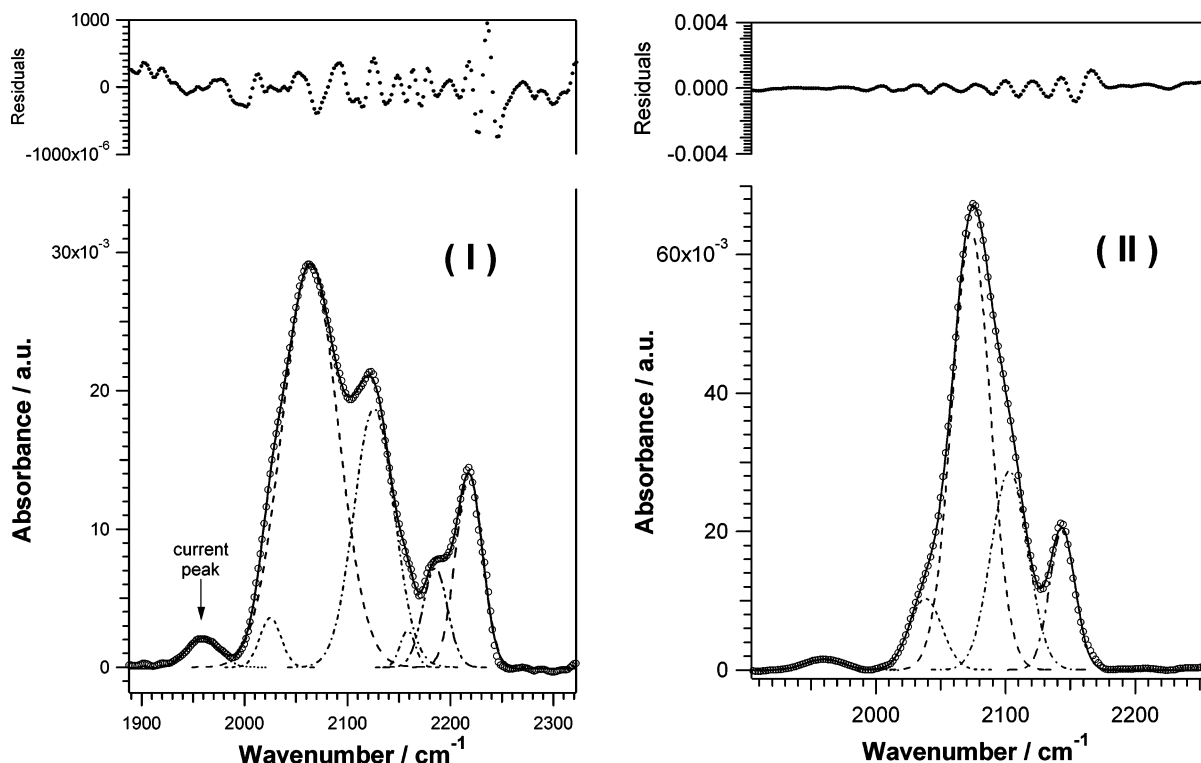 Residuals
1000
0
-1000x10-6
( I )
Absorbance / a.u.
30x10-3
20
10
0
current
peak
1900
2000
2100
2200
2300
Wavenumber / cm-1
Residuals
0.004
0.000
-0.004
( II )
Absorbance / a.u.
60x10-3
40
20
0
2000
2100
2200
Wavenumber / cm-1